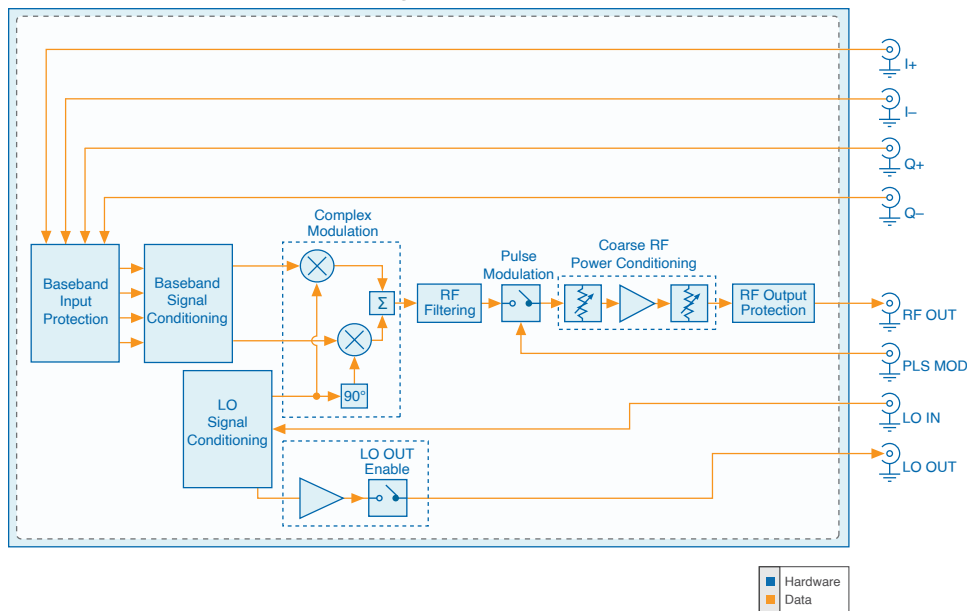 I+
I–
Q+
Q–
Complex
Modulation
Pulse
Modulation
Coarse RF
Power Conditioning
Baseband
Input
Protection
Baseband
Signal
Conditioning
Σ
RF
Filtering
RF Output
Protection
RF OUT
PLS MOD
90°
LO
Signal
Conditioning
LO IN
LO OUT
Enable
LO OUT
Hardware
Data